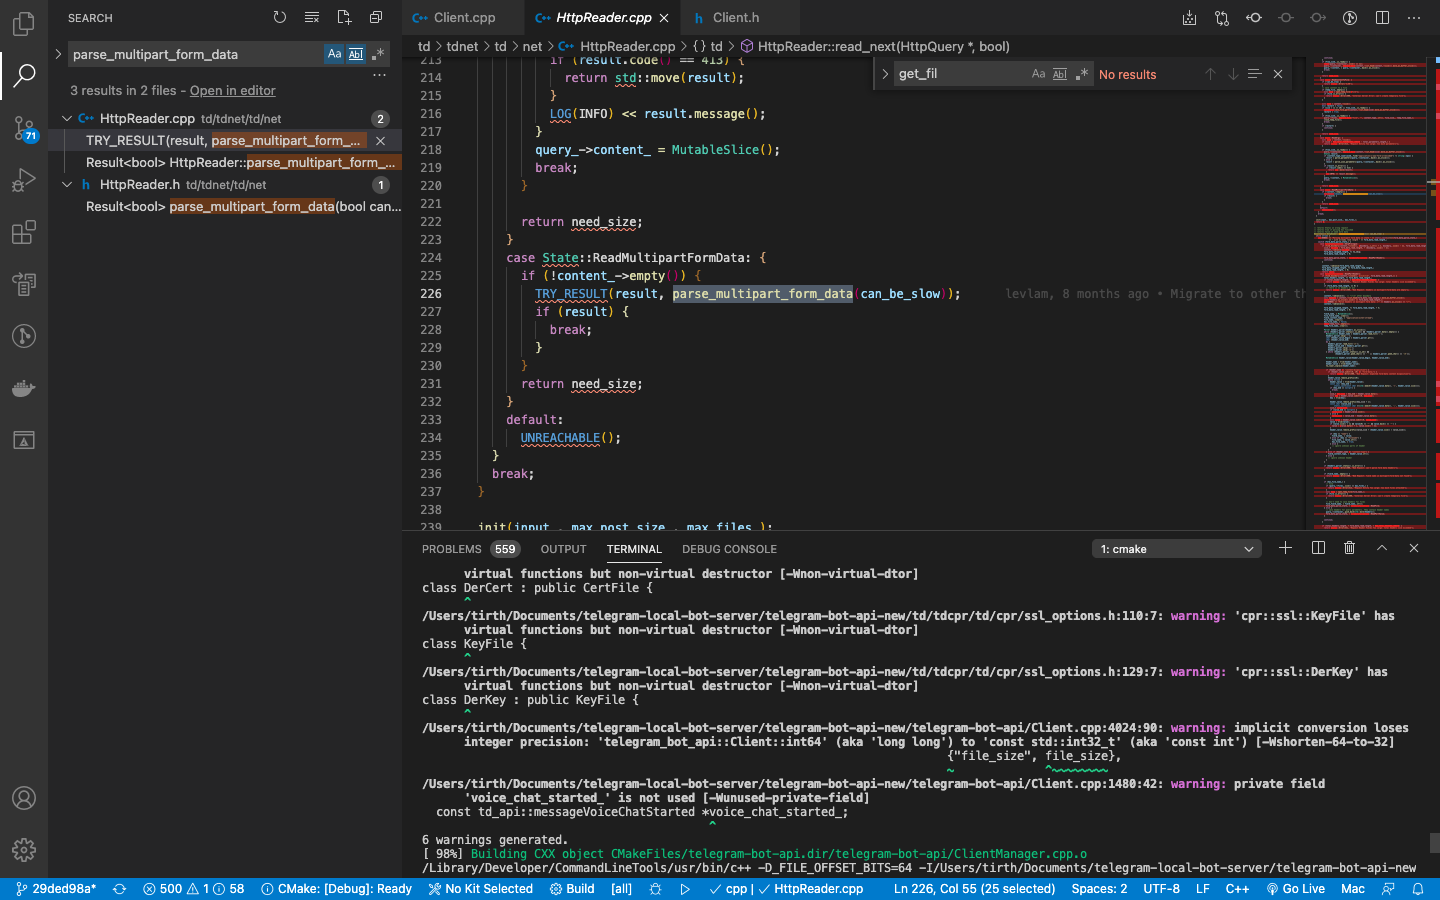 SEARCH
parse_multipart_form_data
Aa
Abl
.*
...
3 results in 2 files - Open in editor
HttpReader.cpp td/tdnet/td/net 2
TRY_RESULT(result, parse_multipart_form_...
Result<bool> HttpReader::parse_multipart_form_...
HttpReader.h td/tdnet/td/net 1
Result<bool> parse_multipart_form_data(bool can...
71
Client.cpp
HttpReader.cpp
Client.h
td > tdnet > td > net > HttpReader.cpp > {} td > HttpReader::read_next(HttpQuery *, bool)
get_fil
Aa
Abl
.*
No results
213 if (result.code() == 413) {
214 return std::move(result);
215 }
216 LOG(INFO) << result.message();
217 }
218 query_->content_ = MutableSlice();
219 break;
220 }
221
222 return need_size;
223 }
224 case State::ReadMultipartFormData: {
225 if (!content_->empty()) {
226 TRY_RESULT(result, parse_multipart_form_data(can_be_slow)); levlam, 8 months ago • Migrate to other th
227 if (result) {
228 break;
229 }
230 }
231 return need_size;
232 }
233 default:
234 UNREACHABLE();
235 }
236 break;
237 }
238
239 init(input_, max_post_size_, max_files_);
PROBLEMS 559 OUTPUT TERMINAL DEBUG CONSOLE
1: cmake
virtual functions but non-virtual destructor [-Wnon-virtual-dtor]
class DerCert : public CertFile {
^
/Users/tirth/Documents/telegram-local-bot-server/telegram-bot-api-new/td/tdcpr/td/cpr/ssl_options.h:110:7: warning: 'cpr::ssl::KeyFile' has
virtual functions but non-virtual destructor [-Wnon-virtual-dtor]
class KeyFile {
^
/Users/tirth/Documents/telegram-local-bot-server/telegram-bot-api-new/td/tdcpr/td/cpr/ssl_options.h:129:7: warning: 'cpr::ssl::DerKey' has
virtual functions but non-virtual destructor [-Wnon-virtual-dtor]
class DerKey : public KeyFile {
^
/Users/tirth/Documents/telegram-local-bot-server/telegram-bot-api-new/telegram-bot-api/Client.cpp:4024:90: warning: implicit conversion loses
integer precision: 'telegram_bot_api::Client::int64' (aka 'long long') to 'const std::int32_t' (aka 'const int') [-Wshorten-64-to-32]
{"file_size", file_size},
~ ^~~~~~~~~
/Users/tirth/Documents/telegram-local-bot-server/telegram-bot-api-new/telegram-bot-api/Client.cpp:1480:42: warning: private field
'voice_chat_started_' is not used [-Wunused-private-field]
const td_api::messageVoiceChatStarted *voice_chat_started_;
^
6 warnings generated.
[ 98%] Building CXX object CMakeFiles/telegram-bot-api.dir/telegram-bot-api/ClientManager.cpp.o
/Library/Developer/CommandLineTools/usr/bin/c++ -D_FILE_OFFSET_BITS=64 -I/Users/tirth/Documents/telegram-local-bot-server/telegram-bot-api-new
29ded98a* 500 1 58 CMake: [Debug]: Ready No Kit Selected Build [all] cpp | HttpReader.cpp Ln 226, Col 55 (25 selected) Spaces: 2 UTF-8 LF C++ Go Live Mac